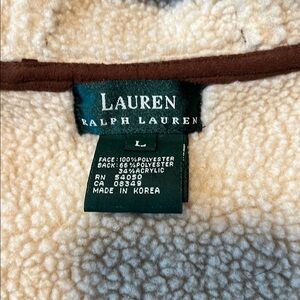 LAUREN
RALPH LAUREN
L
FACE: 100% POLYESTER
BACK: 66% POLYESTER
34% ACRYLIC
RN 54050
CA 08349
MADE IN KOREA